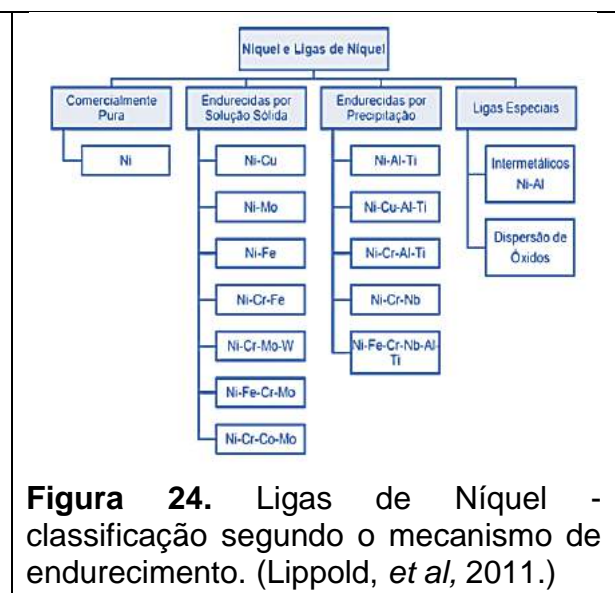 Níquel e Ligas de Níquel
Comercialmente
Pura
Ni
Endurecidas por
Solução Sólida
Ni-Cu
Ni-Mo
Ni-Fe
Ni-Cr-Fe
Ni-Cr-Mo-W
Ni-Fe-Cr-Mo
Ni-Cr-Co-Mo
Endurecidas por
Precipitação
Ni-Al-Ti
Ni-Cu-Al-Ti
Ni-Cr-Al-Ti
Ni-Cr-Nb
Ni-Fe-Cr-Nb-Al-
Ti
Ligas Especiais
Intermetálicos
Ni-Al
Dispersão de
Óxidos
Figura 24. Ligas de Níquel -
classificação segundo o mecanismo de
endurecimento. (Lippold, et al, 2011.)